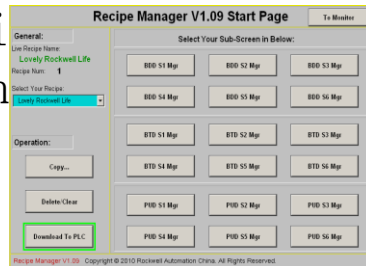 Recipe Manager V1.09 Start Page
To Monitor
General:
Live Recipe Name:
Lovely Rockwell Life
Recipe Num: 1
Select Your Recipe:
Lovely Rockwell Life
Operation:
Copy...
Delete/Clear
Download To PLC
Select Your Sub-Screen in Below:
BDD S1 Mgr
BDD S2 Mgr
BDD S3 Mgr
BDD S4 Mgr
BDD S5 Mgr
BDD S6 Mgr
BTD S1 Mgr
BTD S2 Mgr
BTD S3 Mgr
BTD S4 Mgr
BTD S5 Mgr
BTD S6 Mgr
PUD S1 Mgr
PUD S2 Mgr
PUD S3 Mgr
PUD S4 Mgr
PUD S5 Mgr
PUD S6 Mgr
Recipe Manager V1.09 Copyright © 2010 Rockwell Automation China. All Rights Reserved.